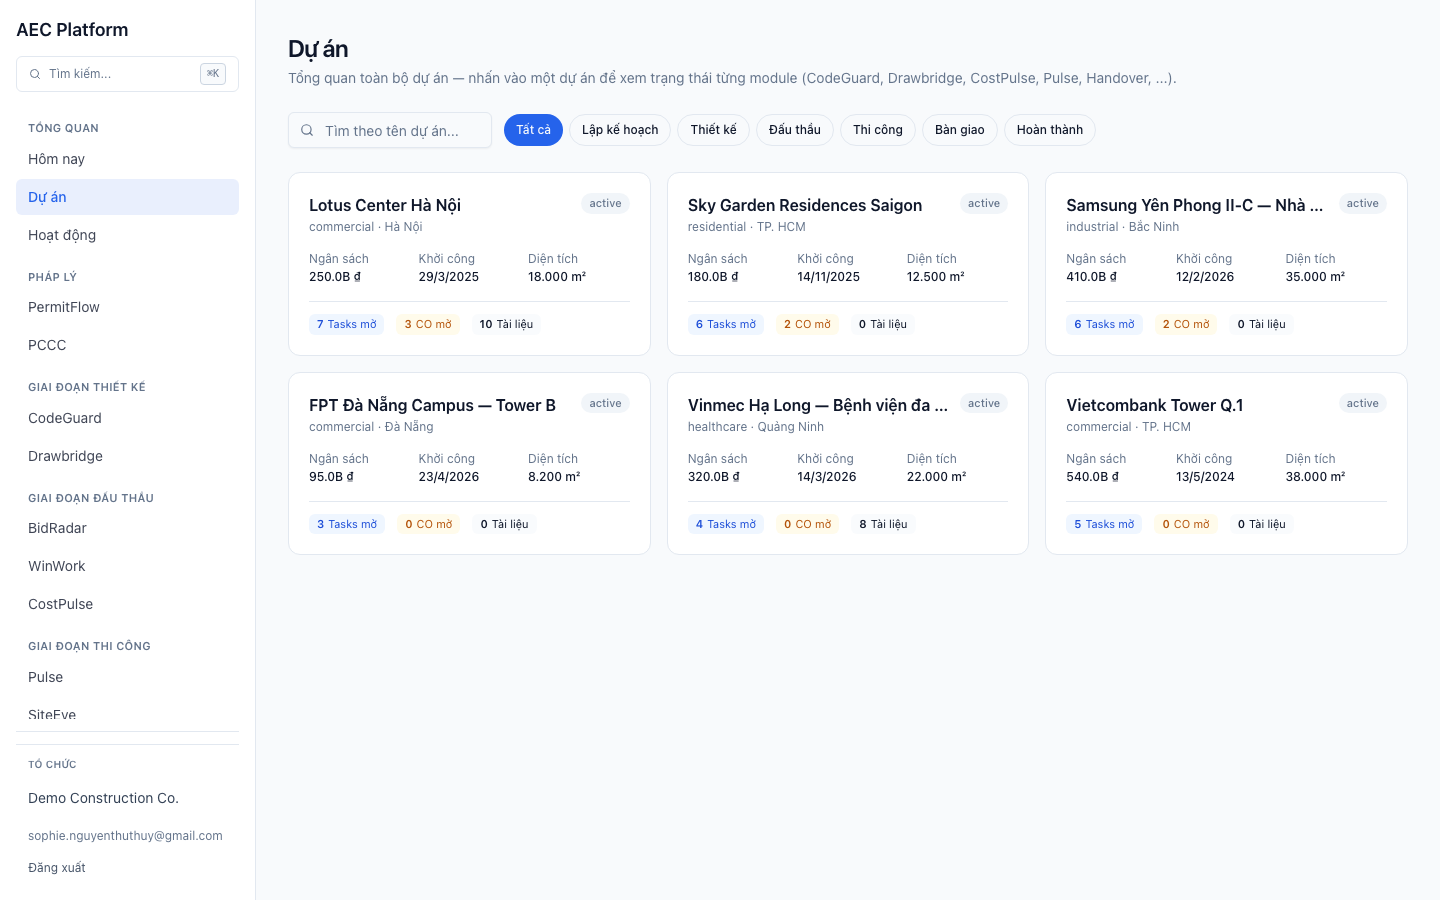 AEC Platform
Tìm kiếm... ⌘K
TỔNG QUAN
Hôm nay
Dự án
Hoạt động
PHÁP LÝ
PermitFlow
PCCC
GIAI ĐOẠN THIẾT KẾ
CodeGuard
Drawbridge
GIAI ĐOẠN ĐẤU THẦU
BidRadar
WinWork
CostPulse
GIAI ĐOẠN THI CÔNG
Pulse
SiteEye
TỔ CHỨC
Demo Construction Co.
sophie.nguyenthuthuy@gmail.com
Đăng xuất
Dự án
Tổng quan toàn bộ dự án — nhấn vào một dự án để xem trạng thái từng module (CodeGuard, Drawbridge, CostPulse, Pulse, Handover, ...).
Tìm theo tên dự án... Tất cả Lập kế hoạch Thiết kế Đấu thầu Thi công Bàn giao Hoàn thành
Lotus Center Hà Nội active
commercial · Hà Nội
Ngân sách Khởi công Diện tích
250.0B ₫ 29/3/2025 18.000 m²
7 Tasks mở 3 CO mở 10 Tài liệu
Sky Garden Residences Saigon active
residential · TP. HCM
Ngân sách Khởi công Diện tích
180.0B ₫ 14/11/2025 12.500 m²
6 Tasks mở 2 CO mở 0 Tài liệu
Samsung Yên Phong II-C — Nhà ... active
industrial · Bắc Ninh
Ngân sách Khởi công Diện tích
410.0B ₫ 12/2/2026 35.000 m²
6 Tasks mở 2 CO mở 0 Tài liệu
FPT Đà Nẵng Campus — Tower B active
commercial · Đà Nẵng
Ngân sách Khởi công Diện tích
95.0B ₫ 23/4/2026 8.200 m²
3 Tasks mở 0 CO mở 0 Tài liệu
Vinmec Hạ Long — Bệnh viện đa ... active
healthcare · Quảng Ninh
Ngân sách Khởi công Diện tích
320.0B ₫ 14/3/2026 22.000 m²
4 Tasks mở 0 CO mở 8 Tài liệu
Vietcombank Tower Q.1 active
commercial · TP. HCM
Ngân sách Khởi công Diện tích
540.0B ₫ 13/5/2024 38.000 m²
5 Tasks mở 0 CO mở 0 Tài liệu